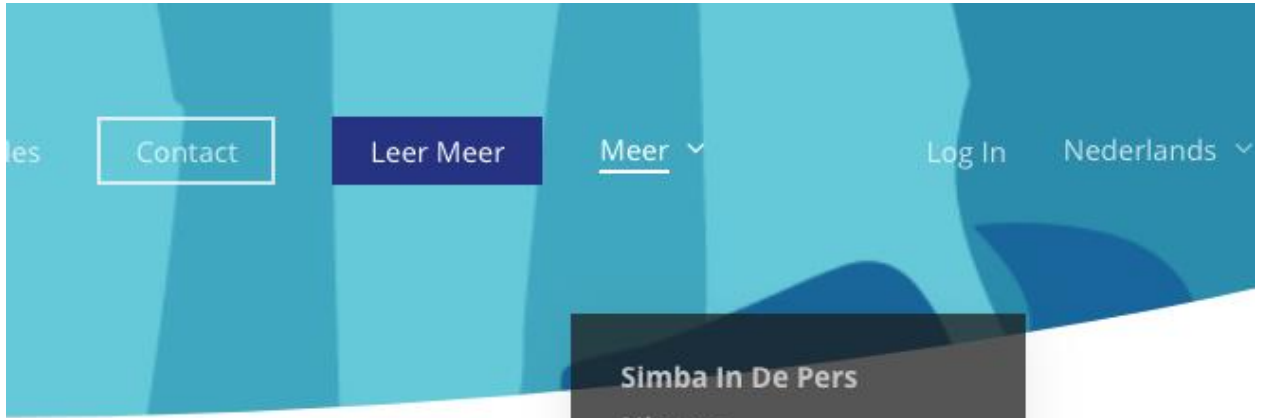 Contact
Leer Meer
Meer
Log In
Nederlands
Simba In De Pers